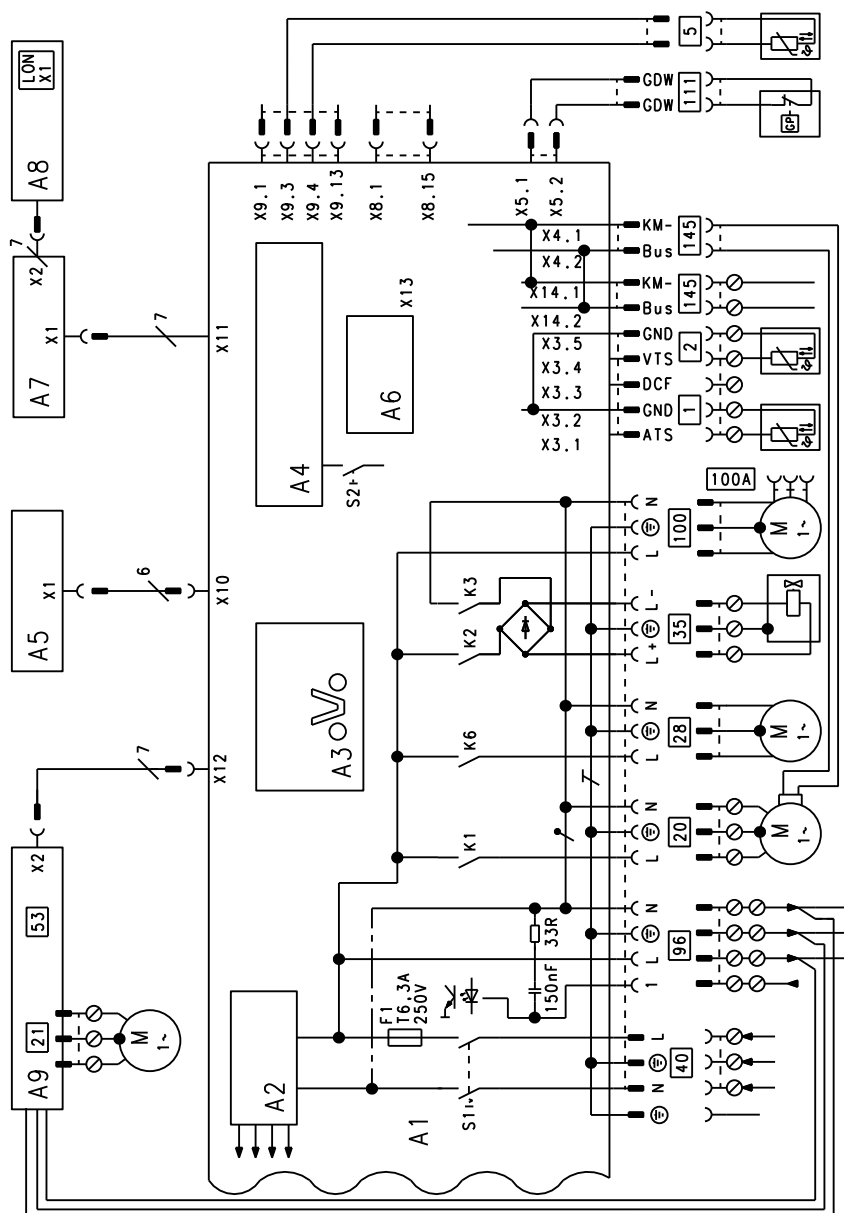 LON
X1
A8
7
X2
X1
A7
7
X11
A5
X1
6
X10
7
X12
X2
53
21
A9
M
1~
X9.1
X9.3
X9.4
X9.13
X8.1
X8.15
X5.1
X5.2
X4.1
X4.2
X14.1
X14.2
X3.5
X3.4
X3.3
X3.2
X3.1
X13
A6
A4
S2
A3
K3
K2
K6
K1
33R
150nF
F1
T6,3A
250V
A2
A1
S1
5
GDW
GDW
111
GP
KM-
Bus
145
KM-
Bus
145
GND
VTS
2
DCF
GND
ATS
1
100A
N
L
100
M
1~
L-
L+
35
N
L
28
M
1~
N
L
20
M
1~
N
L
1
96
L
N
40